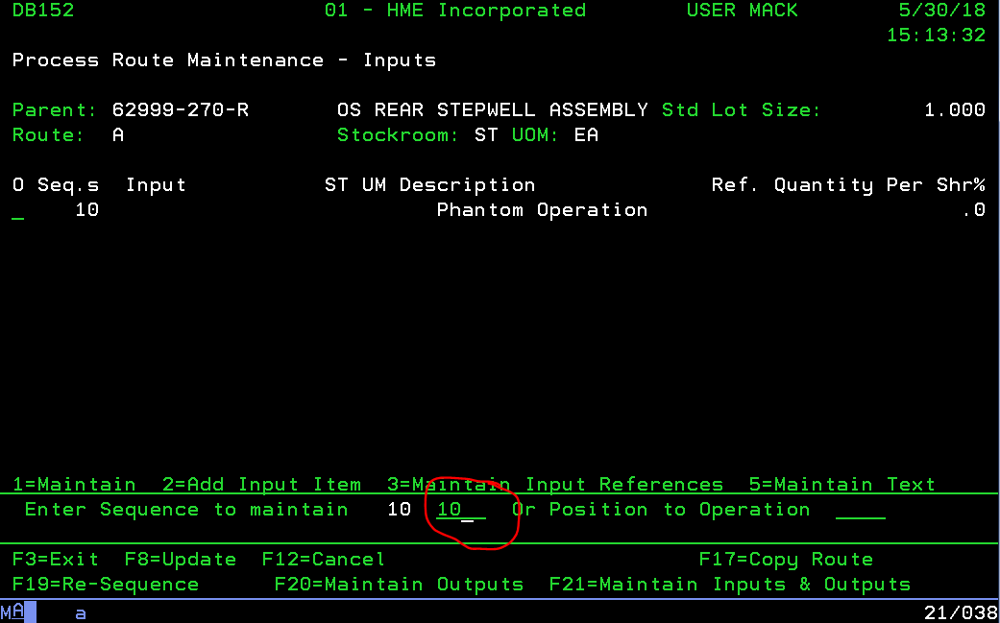 DB152 01 - HME Incorporated USER MACK 5/30/18
15:13:32
Process Route Maintenance - Inputs
Parent: 62999-270-R OS REAR STEPWELL ASSEMBLY Std Lot Size: 1.000
Route: A Stockroom: ST UOM: EA
O Seq.s Input ST UM Description Ref. Quantity Per Shr%
_ 10 Phantom Operation .0
1=Maintain 2=Add Input Item 3=Maintain Input References 5=Maintain Text
Enter Sequence to maintain 10 10__ Or Position to Operation ____
F3=Exit F8=Update F12=Cancel F17=Copy Route
F19=Re-Sequence F20=Maintain Outputs F21=Maintain Inputs & Outputs
MA a 21/038